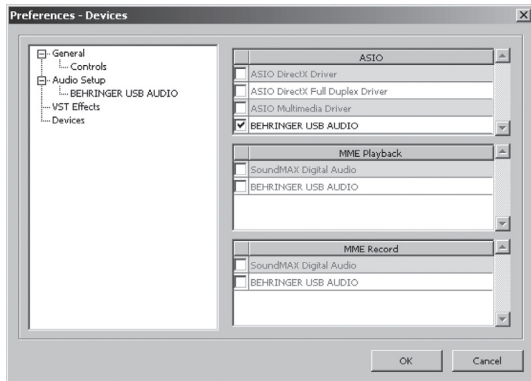 Preferences - Devices
General
Controls
Audio Setup
BEHRINGER USB AUDIO
VST Effects
Devices
ASIO
ASIO DirectX Driver
ASIO DirectX Full Duplex Driver
ASIO Multimedia Driver
BEHRINGER USB AUDIO
MME Playback
SoundMAX Digital Audio
BEHRINGER USB AUDIO
MME Record
SoundMAX Digital Audio
BEHRINGER USB AUDIO
OK
Cancel